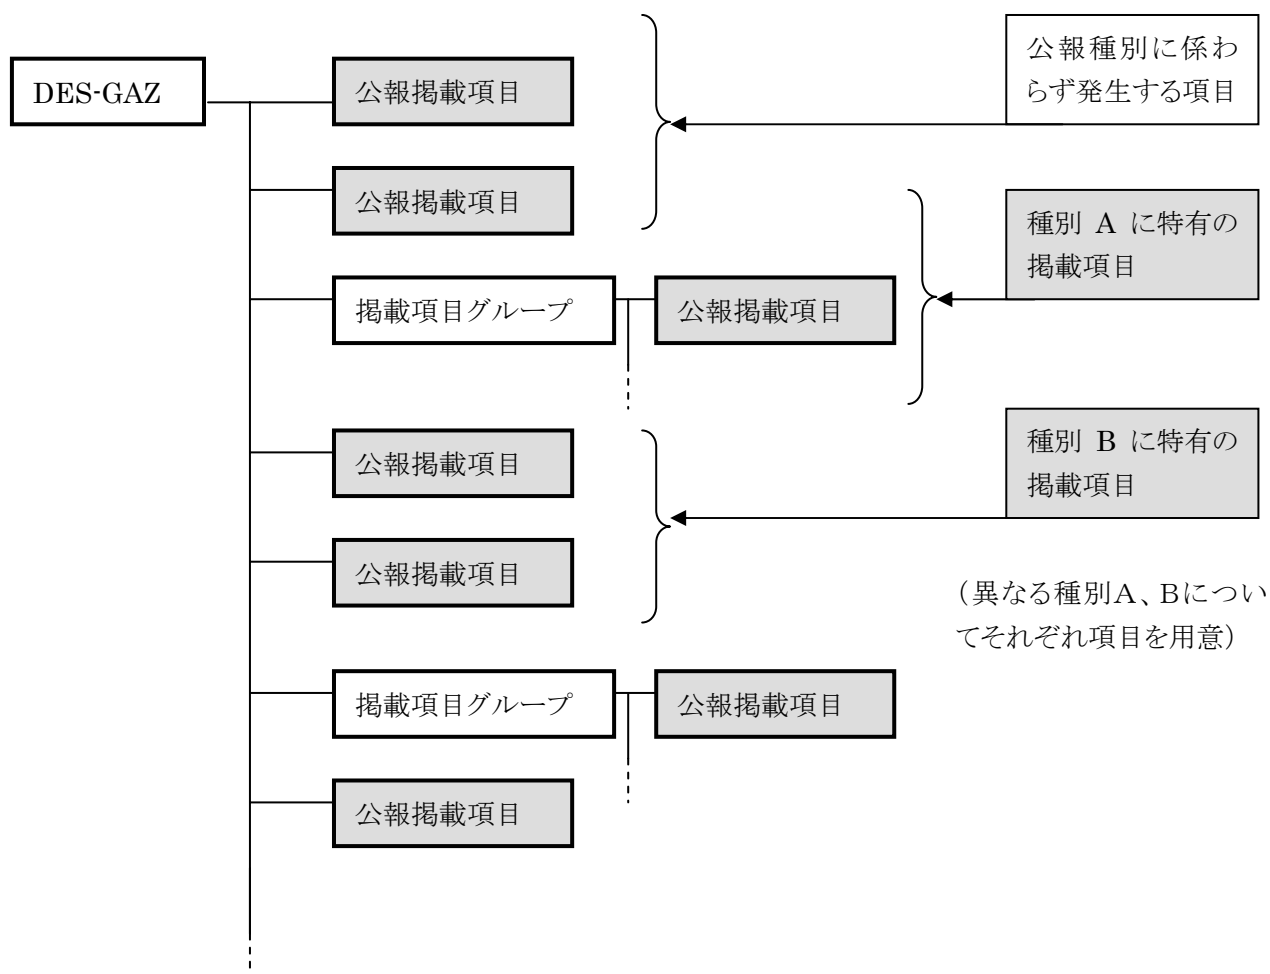 公報種別に係わ
らず発生する項目
DES-GAZ
公報掲載項目
公報掲載項目
種別 A に特有の
掲載項目
掲載項目グループ
公報掲載項目
種別 B に特有の
掲載項目
公報掲載項目
公報掲載項目
（異なる種別Ａ、Ｂについ
てそれぞれ項目を用意）
掲載項目グループ
公報掲載項目
公報掲載項目